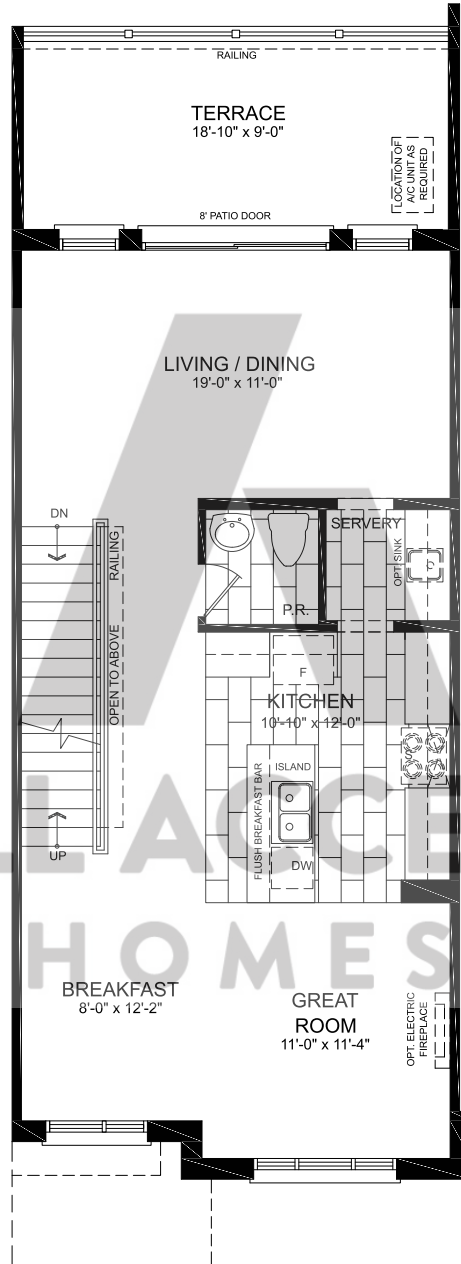 RAILING
TERRACE
18'-10" x 9'-0"
LOCATION OF
A/C UNIT AS
REQUIRED
8' PATIO DOOR
LIVING / DINING
19'-0" x 11'-0"
DN
RAILING
OPEN TO ABOVE
UP
SERVERY
OPT. SINK
P.R.
F
KITCHEN
10'-10" x 12'-0"
S
ISLAND
FLUSH BREAKFAST BAR
DW
L ACCE
HOMES
BREAKFAST
8'-0" x 12'-2"
GREAT
ROOM
11'-0" x 11'-4"
OPT. ELECTRIC
FIREPLACE